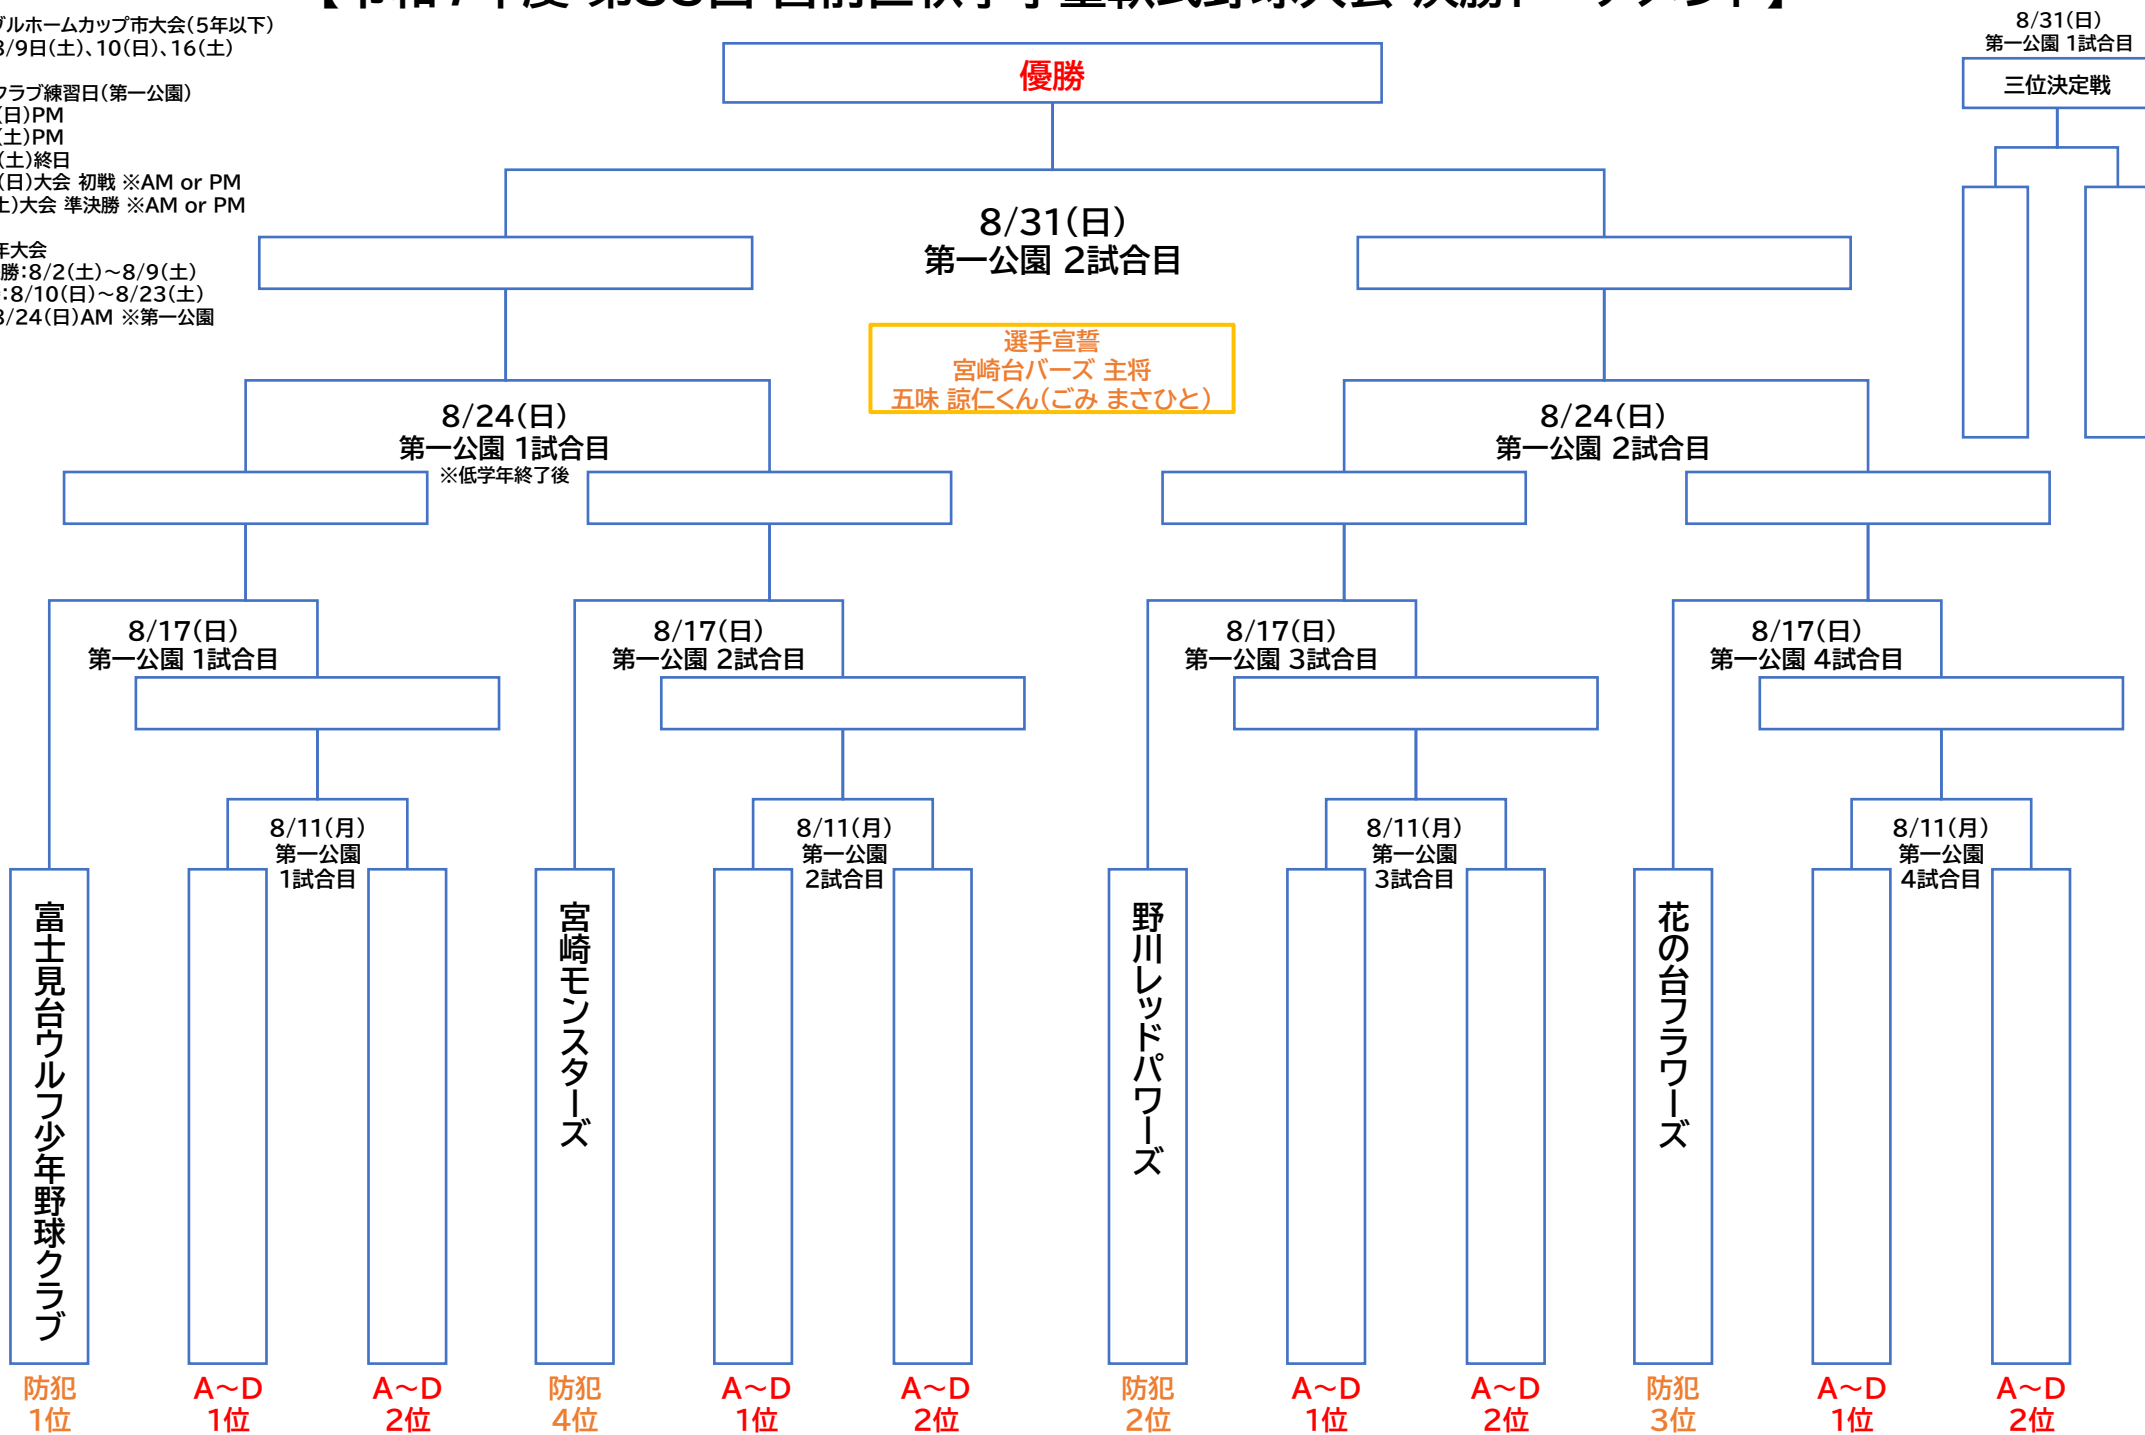 ブルホームカップ市大会(5年以下)
8/9日(土)、10(日)、16(土)
クラブ練習日(第一公園)
(日)PM
(土)PM
(土)終日
(日)大会 初戦 ※AM or PM
土)大会 準決勝 ※AM or PM
年大会
勝:8/2(土)～8/9(土)
:8/10(日)～8/23(土)
8/24(日)AM ※第一公園
優勝
8/31(日)
第一公園 1試合目
三位決定戦
8/31(日)
第一公園 2試合目
選手宣誓
宮崎台バーズ 主将
五味 諒仁くん(ごみ まさひと)
8/24(日)
第一公園 1試合目
※低学年終了後
8/24(日)
第一公園 2試合目
8/17(日)
第一公園 1試合目
8/17(日)
第一公園 2試合目
8/17(日)
第一公園 3試合目
8/17(日)
第一公園 4試合目
8/11(月)
第一公園
1試合目
8/11(月)
第一公園
2試合目
8/11(月)
第一公園
3試合目
8/11(月)
第一公園
4試合目
富士見台ウルフ少年野球クラブ
宮崎モンスターズ
野川レッドパワーズ
花の台フラワーズ
防犯
1位
A～D
1位
A～D
2位
防犯
4位
A～D
1位
A～D
2位
防犯
2位
A～D
1位
A～D
2位
防犯
3位
A～D
1位
A～D
2位